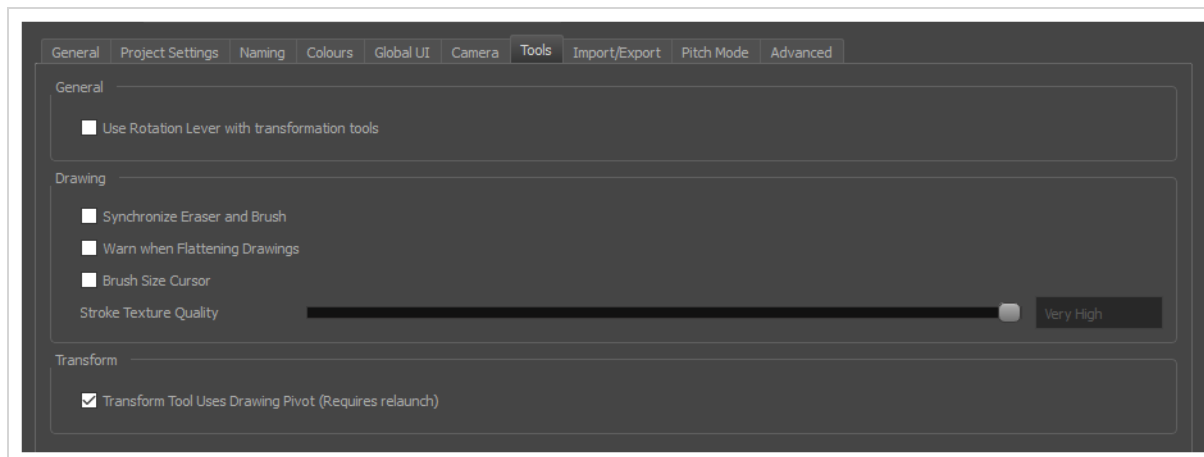 General Project Settings Naming Colours Global UI Camera Tools Import/Export Pitch Mode Advanced
General
Use Rotation Lever with transformation tools
Drawing
Synchronize Eraser and Brush
Warn when Flattening Drawings
Brush Size Cursor
Stroke Texture Quality Very High
Transform
Transform Tool Uses Drawing Pivot (Requires relaunch)